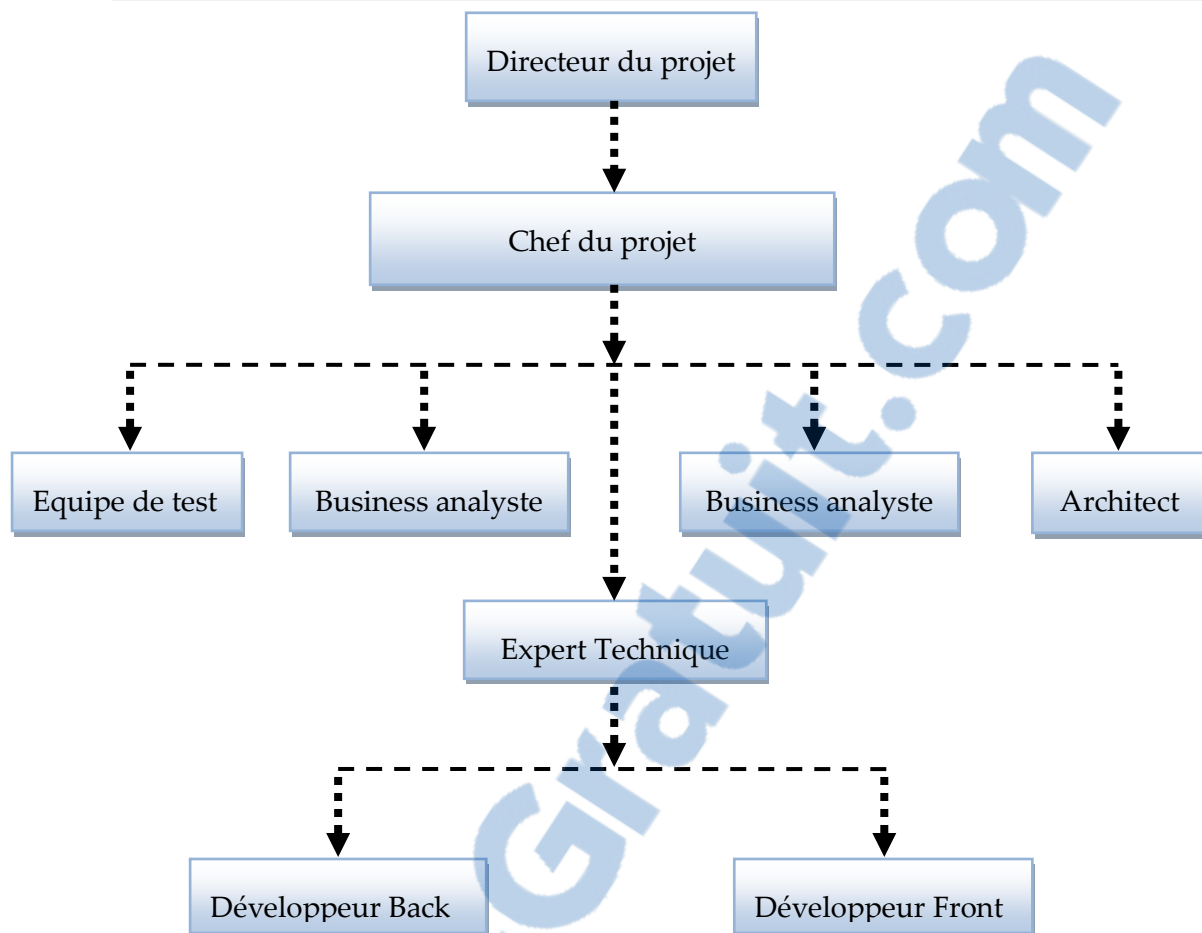 Directeur du projet
Chef du projet
Equipe de test
Business analyste
Business analyste
Architect
Expert Technique
Développeur Back
Développeur Front
Gratuit.com